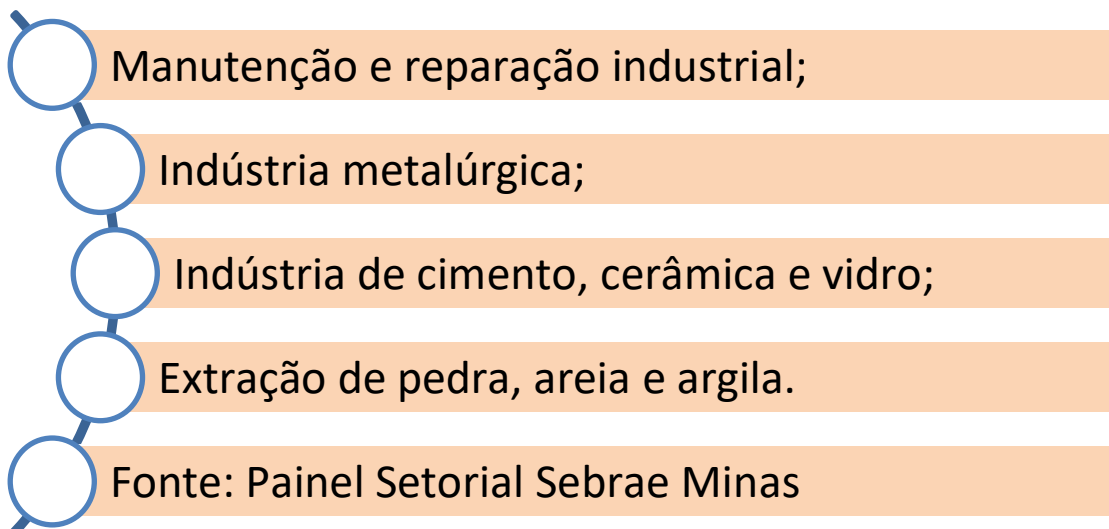 Manutenção e reparação industrial;
Indústria metalúrgica;
Indústria de cimento, cerâmica e vidro;
Extração de pedra, areia e argila.
Fonte: Painel Setorial Sebrae Minas